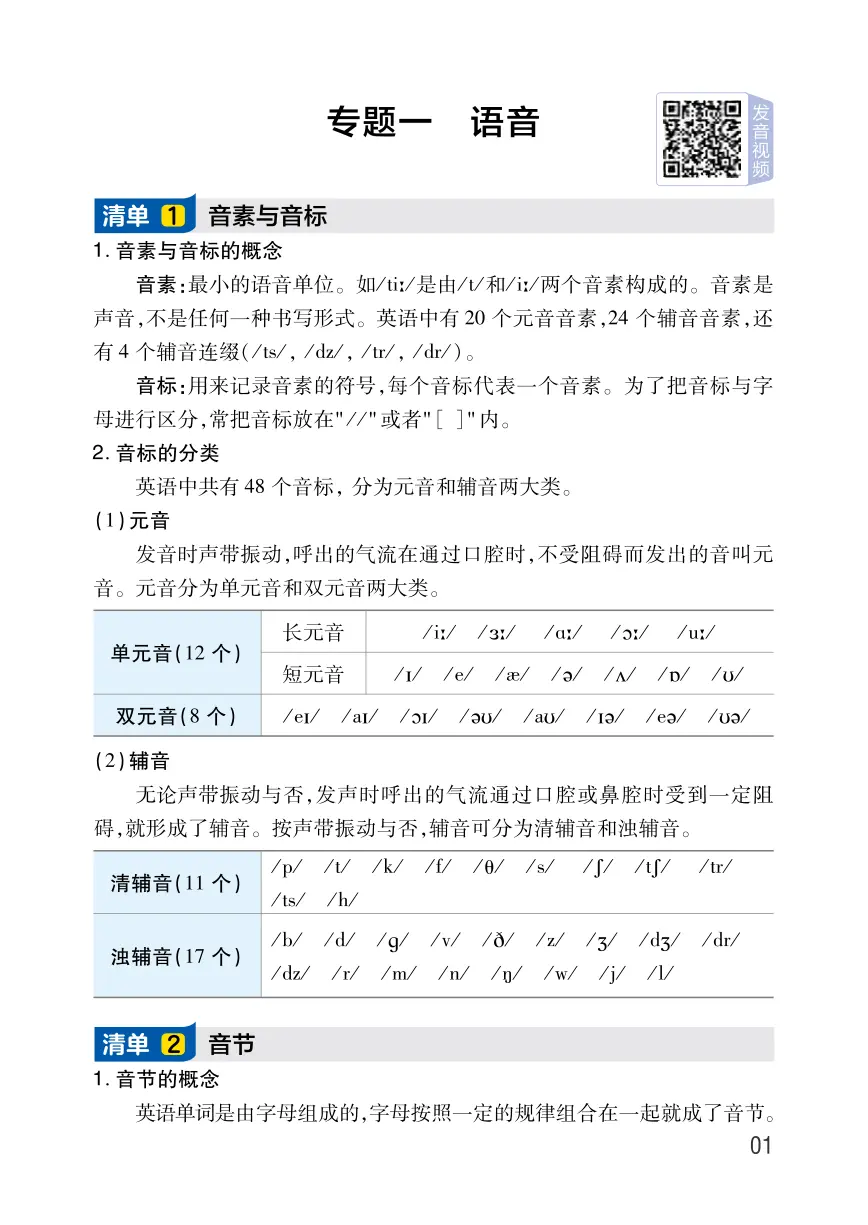 专题一 语音
发音视频
清单 1 音素与音标
1. 音素与音标的概念
音素:最小的语音单位。如/tiː/是由/t/和/iː/两个音素构成的。音素是
声音,不是任何一种书写形式。英语中有 20 个元音音素,24 个辅音音素,还
有 4 个辅音连缀(/ts/, /dz/, /tr/, /dr/)。
音标:用来记录音素的符号,每个音标代表一个音素。为了把音标与字
母进行区分,常把音标放在"//"或者"[ ]"内。
2. 音标的分类
英语中共有 48 个音标, 分为元音和辅音两大类。
(1)元音
发音时声带振动,呼出的气流在通过口腔时,不受阻碍而发出的音叫元
音。元音分为单元音和双元音两大类。
单元音(12 个)
长元音 /iː/ /ɜː/ /ɑː/ /ɔː/ /uː/
短元音 /ɪ/ /e/ /æ/ /ə/ /ʌ/ /ɒ/ /ʊ/
双元音(8 个) /eɪ/ /aɪ/ /ɔɪ/ /əʊ/ /aʊ/ /ɪə/ /eə/ /ʊə/
(2)辅音
无论声带振动与否,发声时呼出的气流通过口腔或鼻腔时受到一定阻
碍,就形成了辅音。按声带振动与否,辅音可分为清辅音和浊辅音。
清辅音(11 个)
/p/ /t/ /k/ /f/ /θ/ /s/ /ʃ/ /tʃ/ /tr/
/ts/ /h/
浊辅音(17 个)
/b/ /d/ /ɡ/ /v/ /ð/ /z/ /ʒ/ /dʒ/ /dr/
/dz/ /r/ /m/ /n/ /ŋ/ /w/ /j/ /l/
清单 2 音节
1. 音节的概念
英语单词是由字母组成的,字母按照一定的规律组合在一起就成了音节。
01